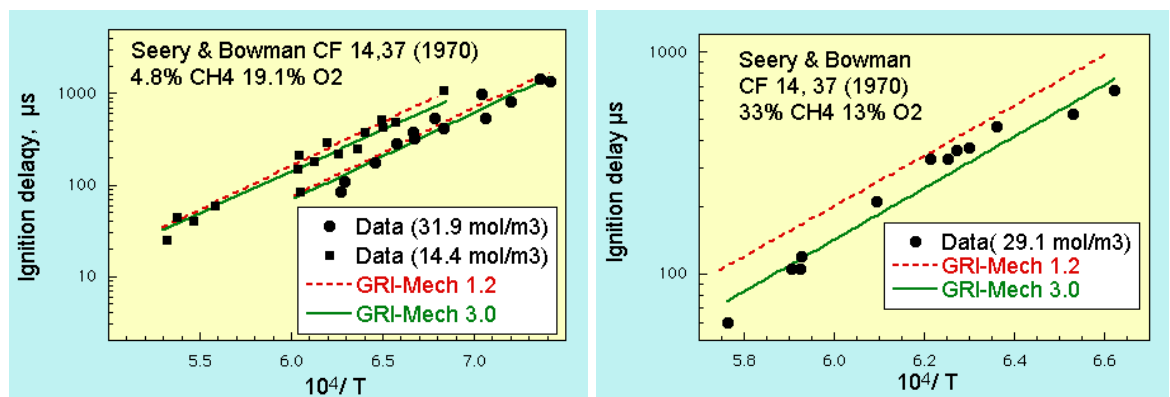 Seery & Bowman CF 14,37 (1970)
4.8% CH4 19.1% O2
Ignition delaqy, µs
1000
100
10
Data (31.9 mol/m3)
Data (14.4 mol/m3)
GRI-Mech 1.2
GRI-Mech 3.0
5.5 6.0 6.5 7.0
10⁴/ T
Seery & Bowman
CF 14, 37 (1970)
33% CH4 13% O2
Ignition delay µs
1000
100
Data( 29.1 mol/m3)
GRI-Mech 1.2
GRI-Mech 3.0
5.8 6.0 6.2 6.4 6.6
10⁴/ T